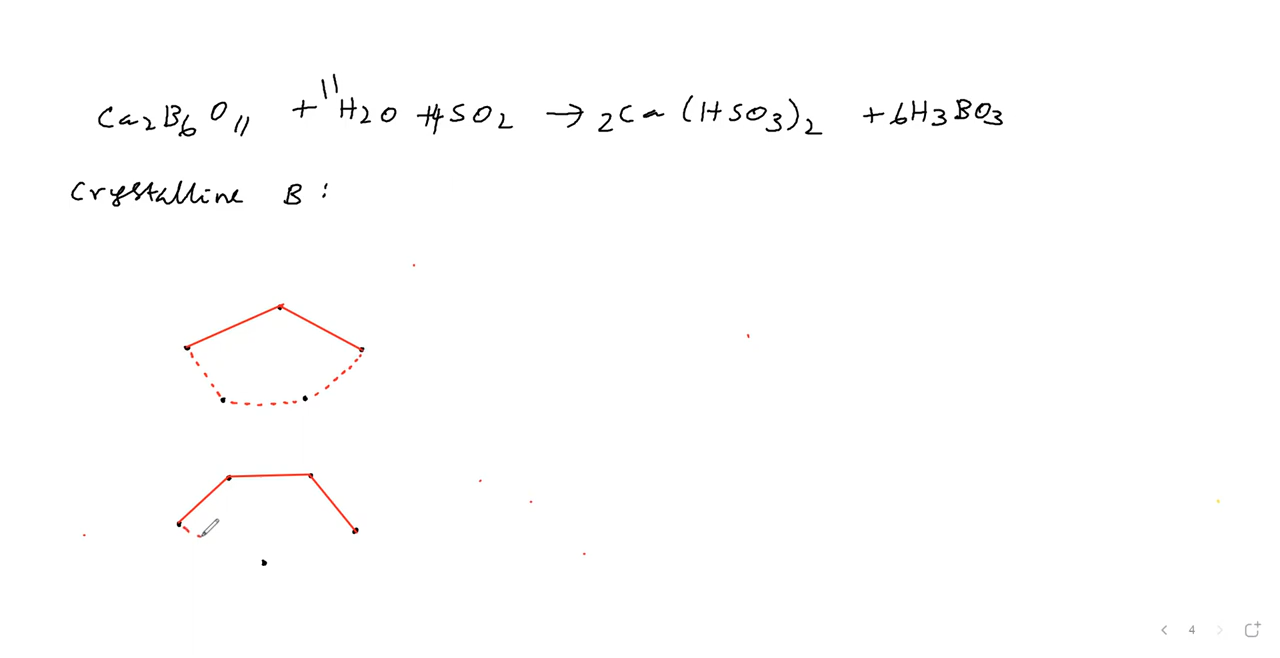 Ca₂B₆O₁₁ + 11H₂O + 4SO₂ → 2Ca(HSO₃)₂ + 6H₃BO₃
Crystalline B :
< 4 >